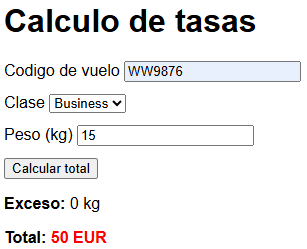 Calculo de tasas
Codigo de vuelo WW9876
Clase Business
Peso (kg) 15
Calcular total
Exceso: 0 kg
Total: 50 EUR